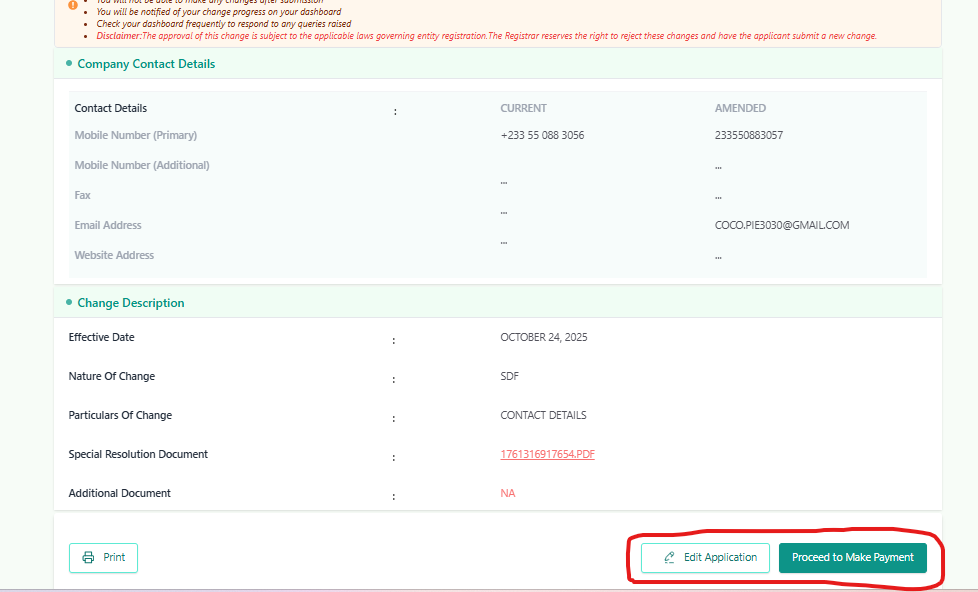 You will not be able to make any changes after submission
You will be notified of your change progress on your dashboard
Check your dashboard frequently to respond to any queries raised
Disclaimer:The approval of this change is subject to the applicable laws governing entity registration.The Registrar reserves the right to reject these changes and have the applicant submit a new change.
Company Contact Details
Contact Details : CURRENT AMENDED
Mobile Number (Primary) +233 55 088 3056 233550883057
Mobile Number (Additional) ... ...
Fax ... ...
Email Address ... COCO.PIE3030@GMAIL.COM
Website Address ...
Change Description
Effective Date : OCTOBER 24, 2025
Nature Of Change : SDF
Particulars Of Change : CONTACT DETAILS
Special Resolution Document : 1761316917654.PDF
Additional Document : NA
Print Edit Application Proceed to Make Payment